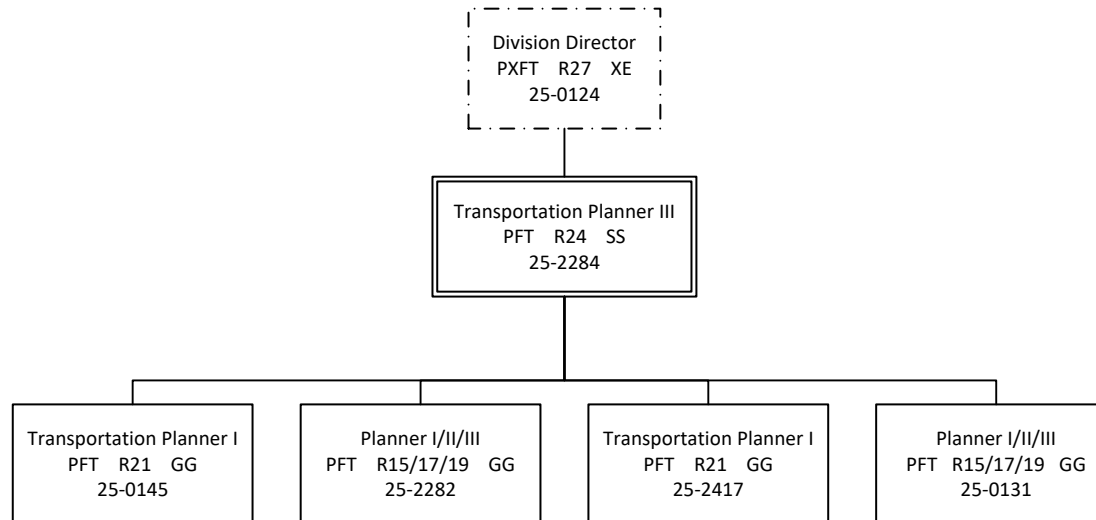 Division Director
PXFT R27 XE
25-0124
Transportation Planner III
PFT R24 SS
25-2284
Transportation Planner I
PFT R21 GG
25-0145
Planner I/II/III
PFT R15/17/19 GG
25-2282
Transportation Planner I
PFT R21 GG
25-2417
Planner I/II/III
PFT R15/17/19 GG
25-0131